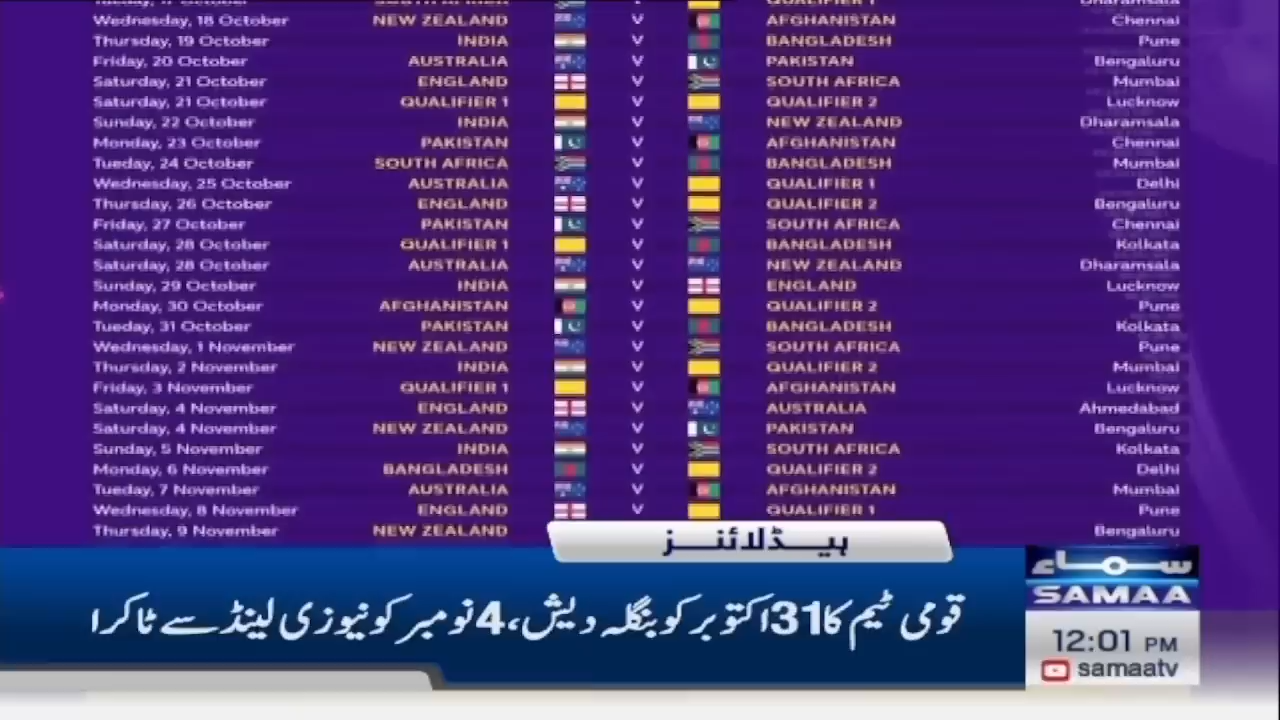 Wednesday, 18 October NEW ZEALAND V AFGHANISTAN Chennai
Thursday, 19 October INDIA V BANGLADESH Pune
Friday, 20 October AUSTRALIA V PAKISTAN Bengaluru
Saturday, 21 October ENGLAND V SOUTH AFRICA Mumbai
Saturday, 21 October QUALIFIER 1 V QUALIFIER 2 Lucknow
Sunday, 22 October INDIA V NEW ZEALAND Dharamsala
Monday, 23 October PAKISTAN V AFGHANISTAN Chennai
Tueday, 24 October SOUTH AFRICA V BANGLADESH Mumbai
Wednesday, 25 October AUSTRALIA V QUALIFIER 1 Delhi
Thursday, 26 October ENGLAND V QUALIFIER 2 Bengaluru
Friday, 27 October PAKISTAN V SOUTH AFRICA Chennai
Saturday, 28 October QUALIFIER 1 V BANGLADESH Kolkata
Saturday, 28 October AUSTRALIA V NEW ZEALAND Dharamsala
Sunday, 29 October INDIA V ENGLAND Lucknow
Monday, 30 October AFGHANISTAN V QUALIFIER 2 Pune
Tueday, 31 October PAKISTAN V BANGLADESH Kolkata
Wednesday, 1 November NEW ZEALAND V SOUTH AFRICA Pune
Thursday, 2 November INDIA V QUALIFIER 2 Mumbai
Friday, 3 November QUALIFIER 1 V AFGHANISTAN Lucknow
Saturday, 4 November ENGLAND V AUSTRALIA Ahmedabad
Saturday, 4 November NEW ZEALAND V PAKISTAN Bengaluru
Sunday, 5 November INDIA V SOUTH AFRICA Kolkata
Monday, 6 November BANGLADESH V QUALIFIER 2 Delhi
Tueday, 7 November AUSTRALIA V AFGHANISTAN Mumbai
Wednesday, 8 November ENGLAND V QUALIFIER 1 Pune
Thursday, 9 November NEW ZEALAND Bengaluru
ہیڈلائنز
قومی ٹیم کا 31 اکتوبر کو بنگلہ دیش، 4 نومبر کو نیوزی لینڈ سے ٹاکرا
سماء
SAMAA
12:01 PM
samaatv